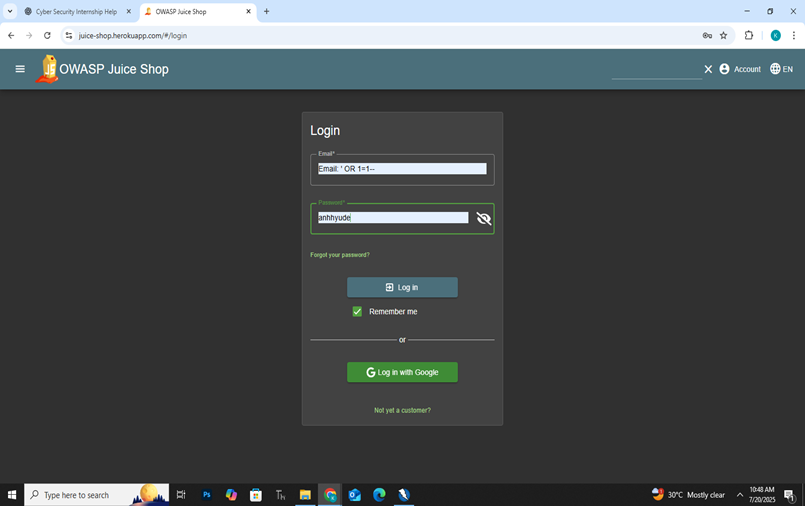 Cyber Security Internship Help
OWASP Juice Shop
juice-shop.herokuapp.com/#/login
K
OWASP Juice Shop
Account
EN
Login
Email*
Email: ' OR 1=1--
Password*
anhhyude
Forgot your password?
Log in
Remember me
or
G Log in with Google
Not yet a customer?
Type here to search
Ps
30°C Mostly clear
10:48 AM
7/20/2025